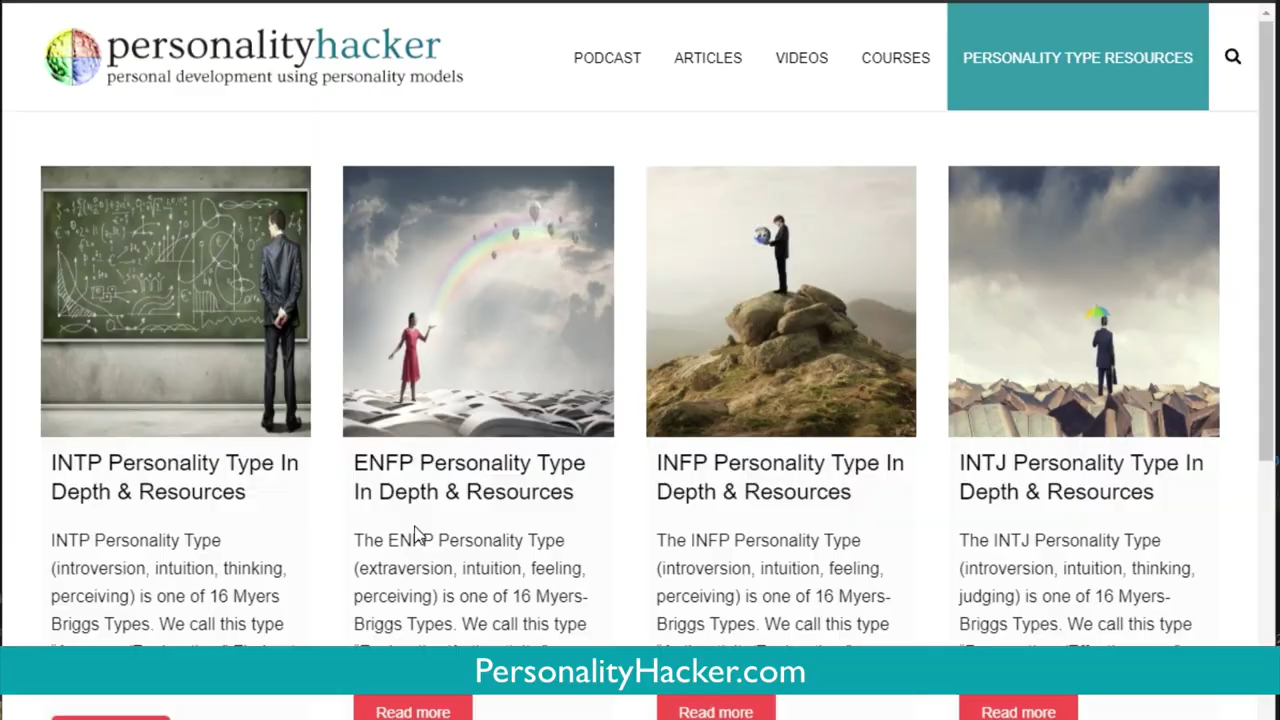 personalityhacker
personal development using personality models
PODCAST
ARTICLES
VIDEOS
COURSES
PERSONALITY TYPE RESOURCES
INTP Personality Type In
Depth & Resources
INTP Personality Type
(introversion, intuition, thinking,
perceiving) is one of 16 Myers
Briggs Types. We call this type
ENFP Personality Type
In Depth & Resources
The ENFP Personality Type
(extraversion, intuition, feeling,
perceiving) is one of 16 Myers-
Briggs Types. We call this type
Read more
INFP Personality Type In
Depth & Resources
The INFP Personality Type
(introversion, intuition, feeling,
perceiving) is one of 16 Myers-
Briggs Types. We call this type
Read more
INTJ Personality Type In
Depth & Resources
The INTJ Personality Type
(introversion, intuition, thinking,
judging) is one of 16 Myers-
Briggs Types. We call this type
Read more
PersonalityHacker.com